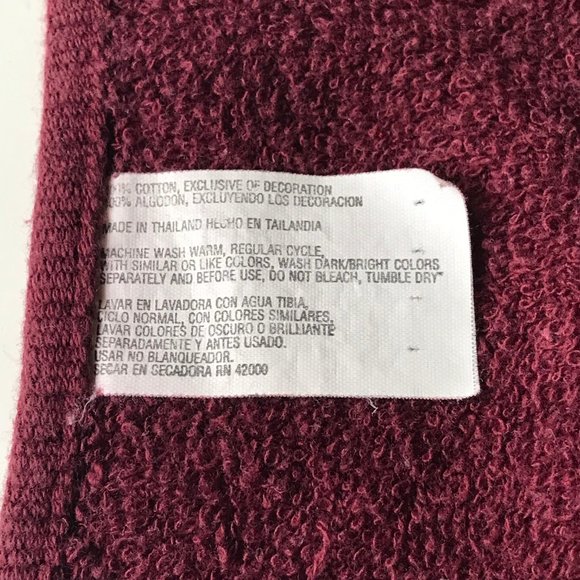 100% COTTON, EXCLUSIVE OF DECORATION
100% ALGODON, EXCLUYENDO LOS DECORACION
MADE IN THAILAND HECHO EN TAILANDIA
MACHINE WASH WARM, REGULAR CYCLE,
WITH SIMILAR OR LIKE COLORS, WASH DARK/BRIGHT COLORS
SEPARATELY AND BEFORE USE, DO NOT BLEACH, TUMBLE DRY
LAVAR EN LAVADORA CON AGUA TIBIA.
CICLO NORMAL, CON COLORES SIMILARES,
LAVAR COLORES DE OSCURO O BRILLIANTE
SEPARADAMENTE Y ANTES USADO.
USAR NO BLANQUEADOR.
SECAR EN SECADORA RN 42000